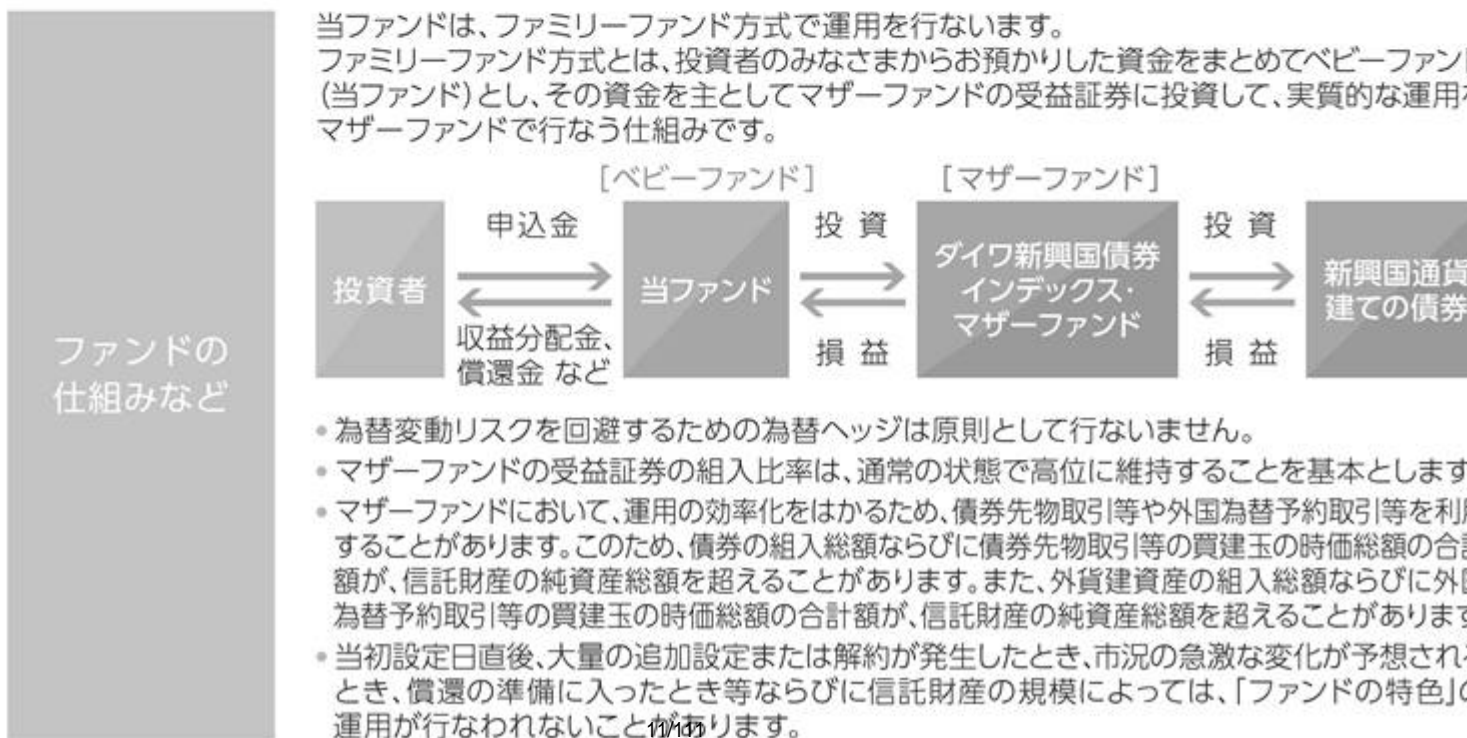 当ファンドは、ファミリーファンド方式で運用を行ないます。
ファミリーファンド方式とは、投資者のみなさまからお預かりした資金をまとめてベビーファン
(当ファンド)とし、その資金を主としてマザーファンドの受益証券に投資して、実質的な運用
マザーファンドで行なう仕組みです。
[ベビーファンド]
[マザーファンド]
投資者
申込金
収益分配金、
償還金 など
当ファンド
投 資
損 益
ダイワ新興国債券
インデックス・
マザーファンド
投 資
損 益
新興国通貨
建ての債券
ファンドの
仕組みなど
• 為替変動リスクを回避するための為替ヘッジは原則として行ないません。
• マザーファンドの受益証券の組入比率は、通常の状態で高位に維持することを基本とします
• マザーファンドにおいて、運用の効率化をはかるため、債券先物取引等や外国為替予約取引等を利
することがあります。このため、債券の組入総額ならびに債券先物取引等の買建玉の時価総額の合
額が、信託財産の純資産総額を超えることがあります。また、外貨建資産の組入総額ならびに外
為替予約取引等の買建玉の時価総額の合計額が、信託財産の純資産総額を超えることがありま
• 当初設定日直後、大量の追加設定または解約が発生したとき、市況の急激な変化が予想され
とき、償還の準備に入ったとき等ならびに信託財産の規模によっては、「ファンドの特色」
運用が行なわれないことがあります。